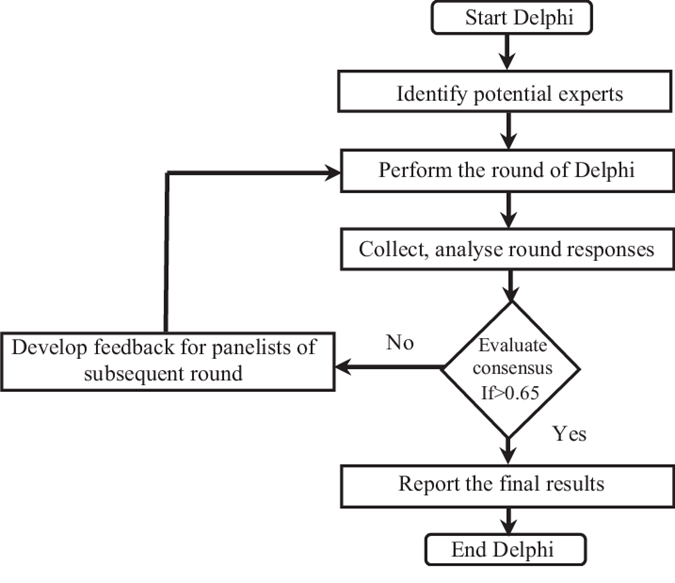 Start Delphi
Identify potential experts
Perform the round of Delphi
Collect, analyse round responses
Develop feedback for panelists of
subsequent round
No
Evaluate
consensus
If>0.65
Yes
Report the final results
End Delphi